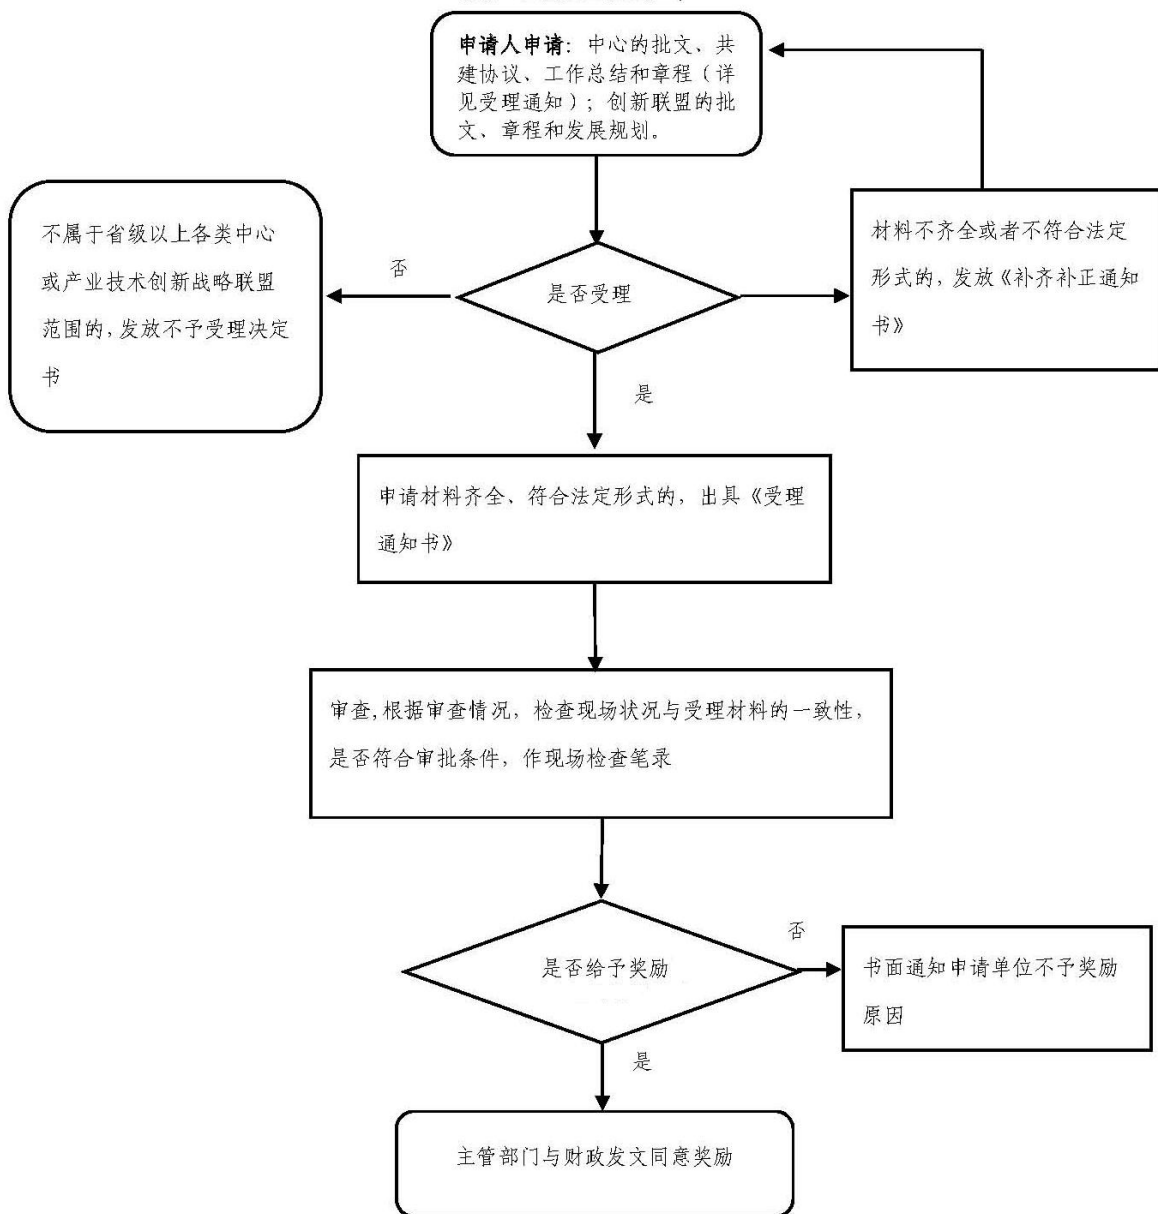 申请人申请：中心的批文、共
建协议、工作总结和章程（详
见受理通知）；创新联盟的批
文、章程和发展规划。
不属于省级以上各类中心
或产业技术创新战略联盟
范围的，发放不予受理决定
书
否
是否受理
材料不齐全或者不符合法定
形式的，发放《补齐补正通知
书》
是
申请材料齐全、符合法定形式的，出具《受理
通知书》
审查，根据审查情况，检查现场状况与受理材料的一致性，
是否符合审批条件，作现场检查笔录
是否给予奖励
否
书面通知申请单位不予奖励
原因
是
主管部门与财政发文同意奖励